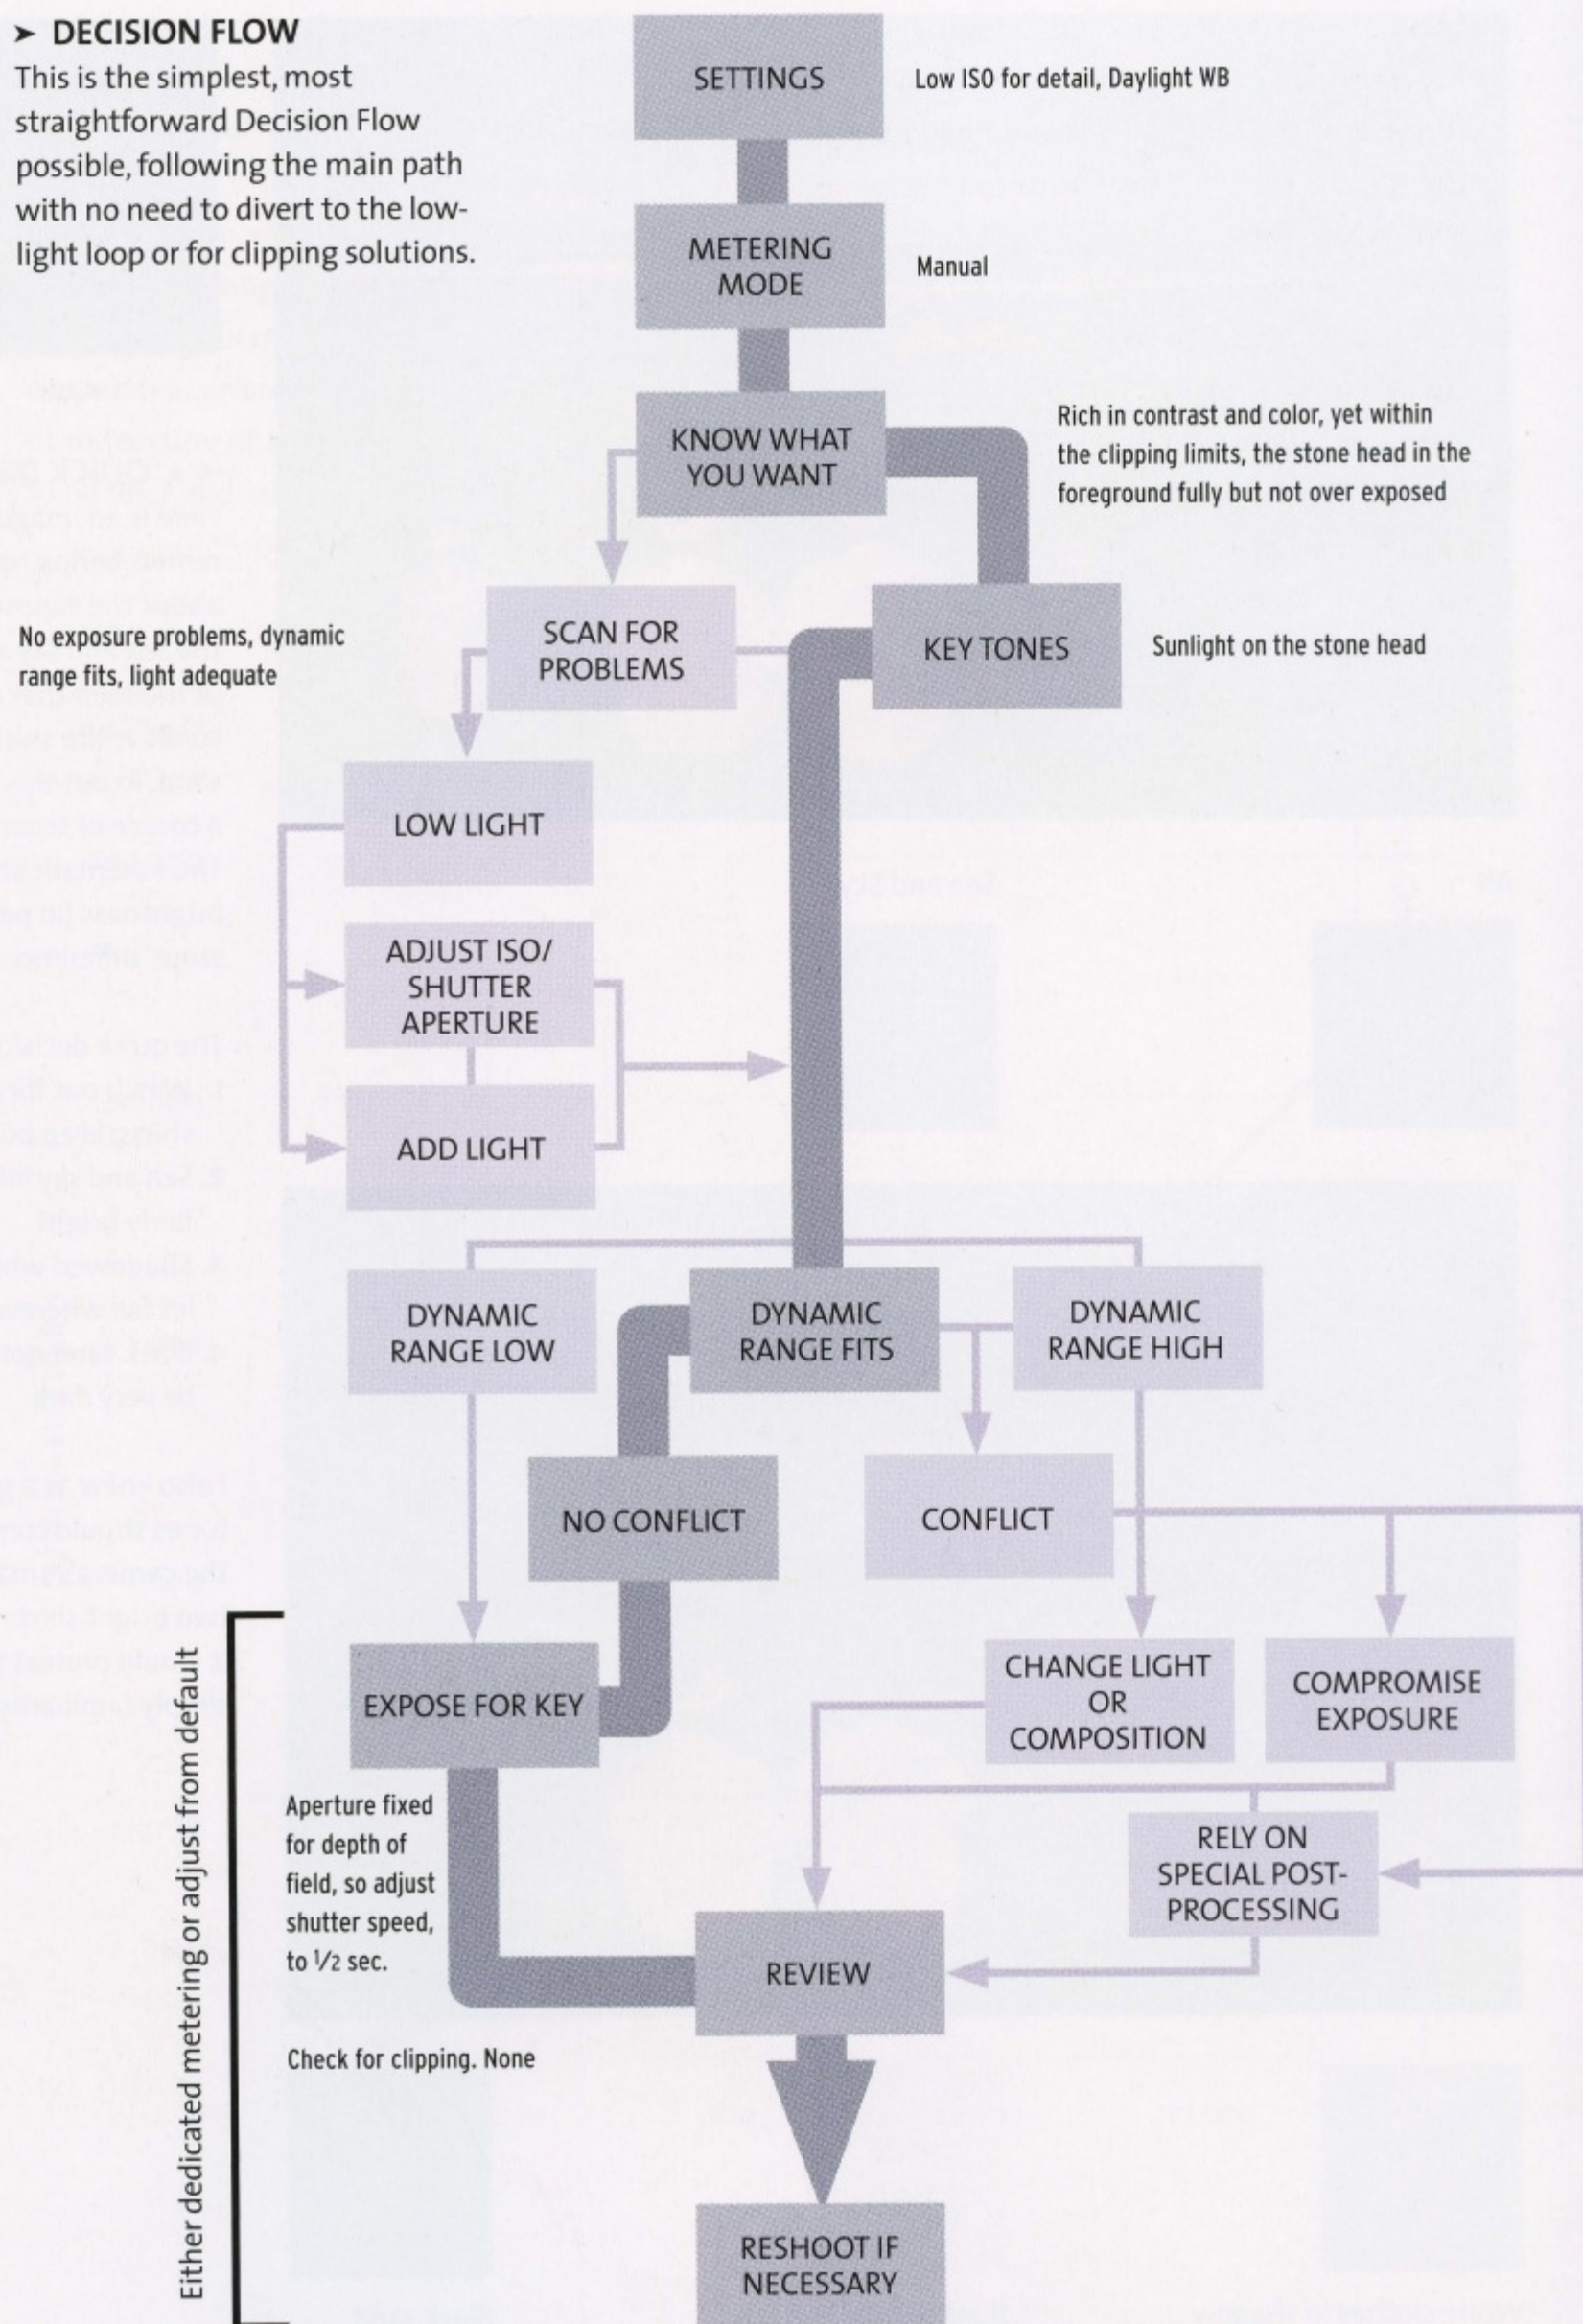 ➤ DECISION FLOW
This is the simplest, most
straightforward Decision Flow
possible, following the main path
with no need to divert to the low-
light loop or for clipping solutions.
SETTINGS
Low ISO for detail, Daylight WB
METERING
MODE
Manual
KNOW WHAT
YOU WANT
Rich in contrast and color, yet within
the clipping limits, the stone head in the
foreground fully but not over exposed
No exposure problems, dynamic
range fits, light adequate
SCAN FOR
PROBLEMS
KEY TONES
Sunlight on the stone head
LOW LIGHT
ADJUST ISO/
SHUTTER
APERTURE
ADD LIGHT
DYNAMIC
RANGE LOW
DYNAMIC
RANGE FITS
DYNAMIC
RANGE HIGH
NO CONFLICT
CONFLICT
Either dedicated metering or adjust from default
EXPOSE FOR KEY
CHANGE LIGHT
OR
COMPOSITION
COMPROMISE
EXPOSURE
Aperture fixed
for depth of
field, so adjust
shutter speed,
to 1/2 sec.
RELY ON
SPECIAL POST-
PROCESSING
REVIEW
Check for clipping. None
RESHOOT IF
NECESSARY